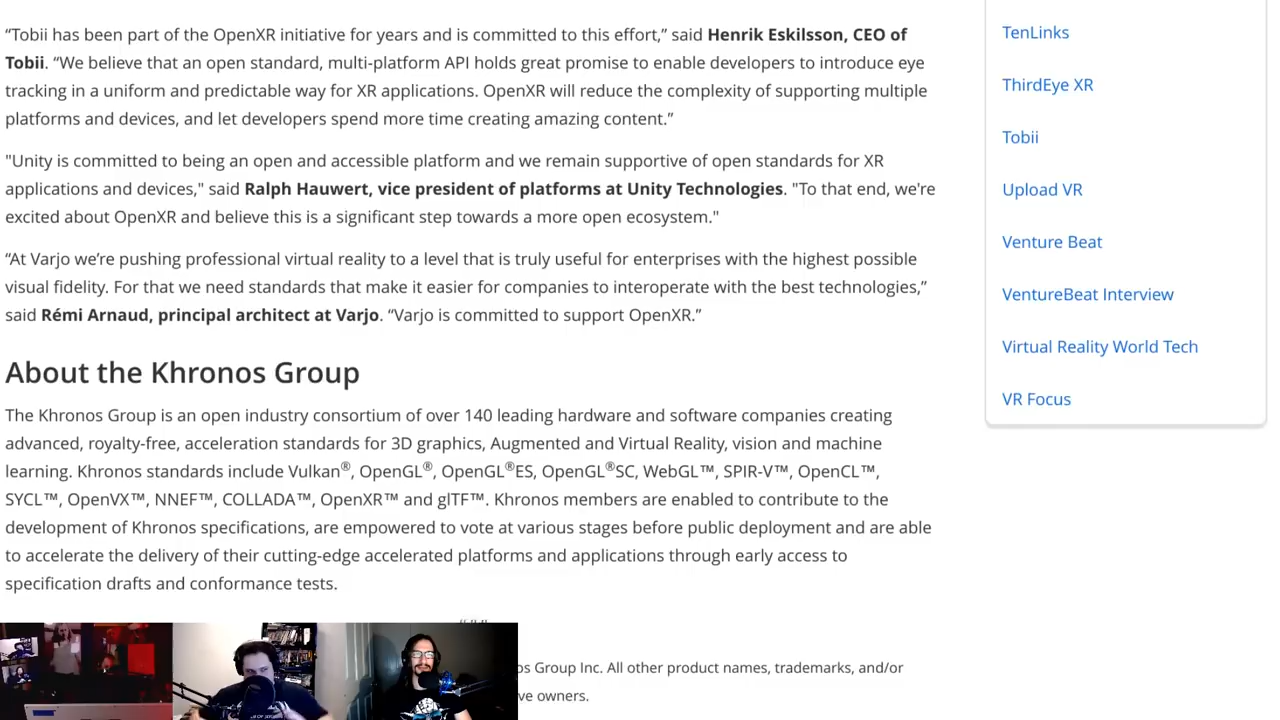 “Tobii has been part of the OpenXR initiative for years and is committed to this effort,” said Henrik Eskilsson, CEO of
Tobii. “We believe that an open standard, multi-platform API holds great promise to enable developers to introduce eye
tracking in a uniform and predictable way for XR applications. OpenXR will reduce the complexity of supporting multiple
platforms and devices, and let developers spend more time creating amazing content.”
"Unity is committed to being an open and accessible platform and we remain supportive of open standards for XR
applications and devices," said Ralph Hauwert, vice president of platforms at Unity Technologies. "To that end, we're
excited about OpenXR and believe this is a significant step towards a more open ecosystem."
“At Varjo we’re pushing professional virtual reality to a level that is truly useful for enterprises with the highest possible
visual fidelity. For that we need standards that make it easier for companies to interoperate with the best technologies,”
said Rémi Arnaud, principal architect at Varjo. “Varjo is committed to support OpenXR.”
About the Khronos Group
The Khronos Group is an open industry consortium of over 140 leading hardware and software companies creating
advanced, royalty-free, acceleration standards for 3D graphics, Augmented and Virtual Reality, vision and machine
learning. Khronos standards include Vulkan®, OpenGL®, OpenGL®ES, OpenGL®SC, WebGL™, SPIR-V™, OpenCL™,
SYCL™, OpenVX™, NNEF™, COLLADA™, OpenXR™ and glTF™. Khronos members are enabled to contribute to the
development of Khronos specifications, are empowered to vote at various stages before public deployment and are able
to accelerate the delivery of their cutting-edge accelerated platforms and applications through early access to
specification drafts and conformance tests.
os Group Inc. All other product names, trademarks, and/or
ve owners.
TenLinks
ThirdEye XR
Tobii
Upload VR
Venture Beat
VentureBeat Interview
Virtual Reality World Tech
VR Focus